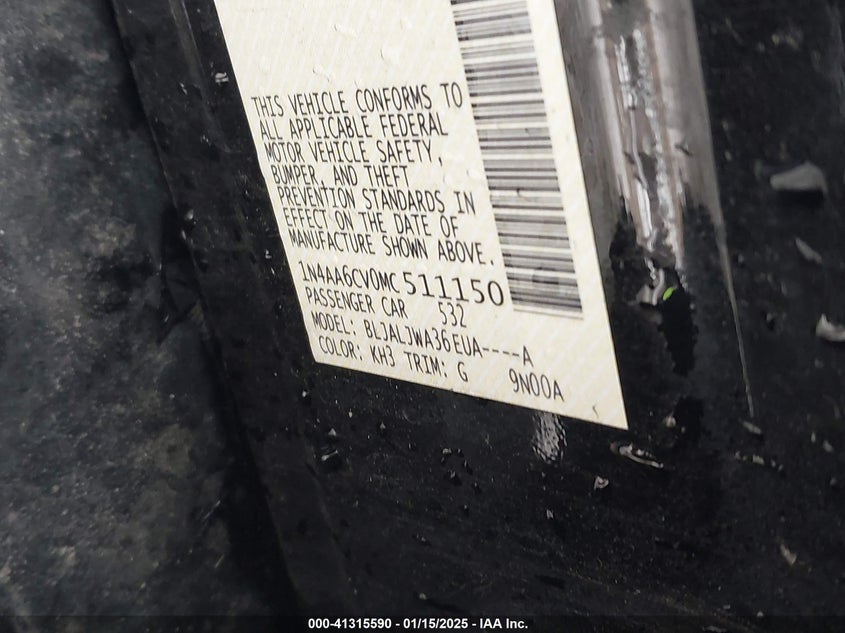 THIS VEHICLE CONFORMS TO
ALL APPLICABLE FEDERAL
MOTOR VEHICLE SAFETY,
BUMPER, AND THEFT
PREVENTION STANDARDS IN
EFFECT ON THE DATE OF
MANUFACTURE SHOWN ABOVE.
1N4AA6CV0MC511150
PASSENGER CAR 532
MODEL: BLJALJWA36EUA----A
COLOR: KH3 TRIM: G 9N00A
000-41315590 - 01/15/2025 - IAA Inc.